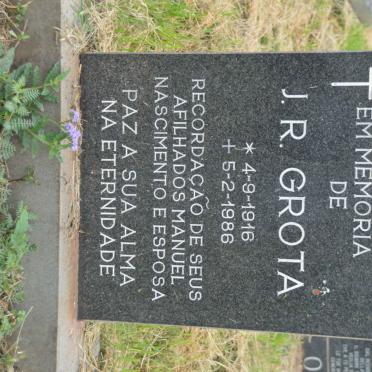 EM MEMORIA
DE
J. R. GROTA
* 4-9-1916
+ 5-2-1986
RECORDAÇÃO DE SEUS
AFILHADOS MANUEL
NASCIMENTO E ESPOSA
PAZ A SUA ALMA
NA ETERNIDADE